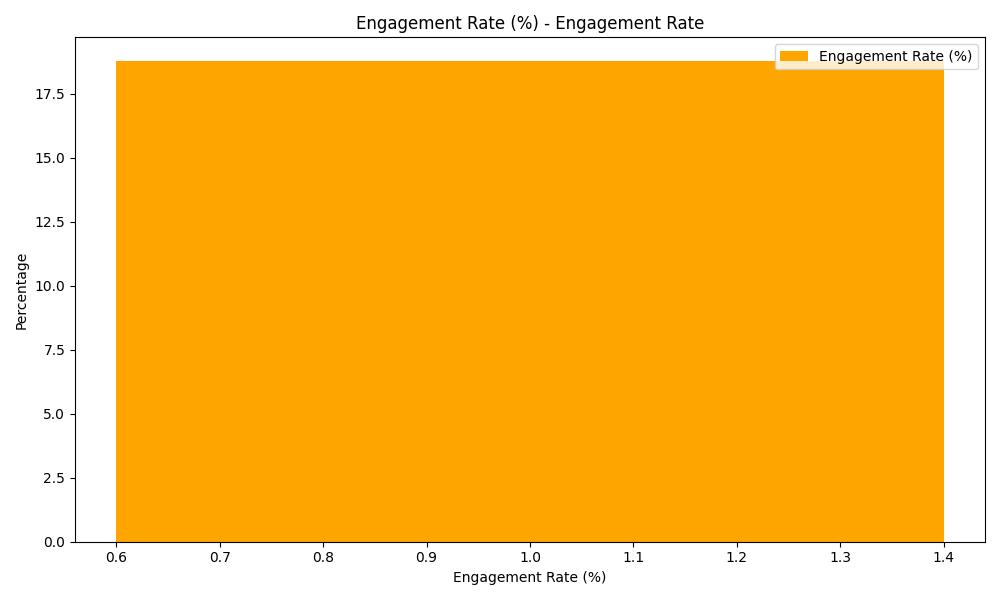 Engagement Rate (%) - Engagement Rate
Engagement Rate (%)
17.5
15.0
12.5
10.0
7.5
5.0
2.5
0.0
Percentage
0.6 0.7 0.8 0.9 1.0 1.1 1.2 1.3 1.4
Engagement Rate (%)